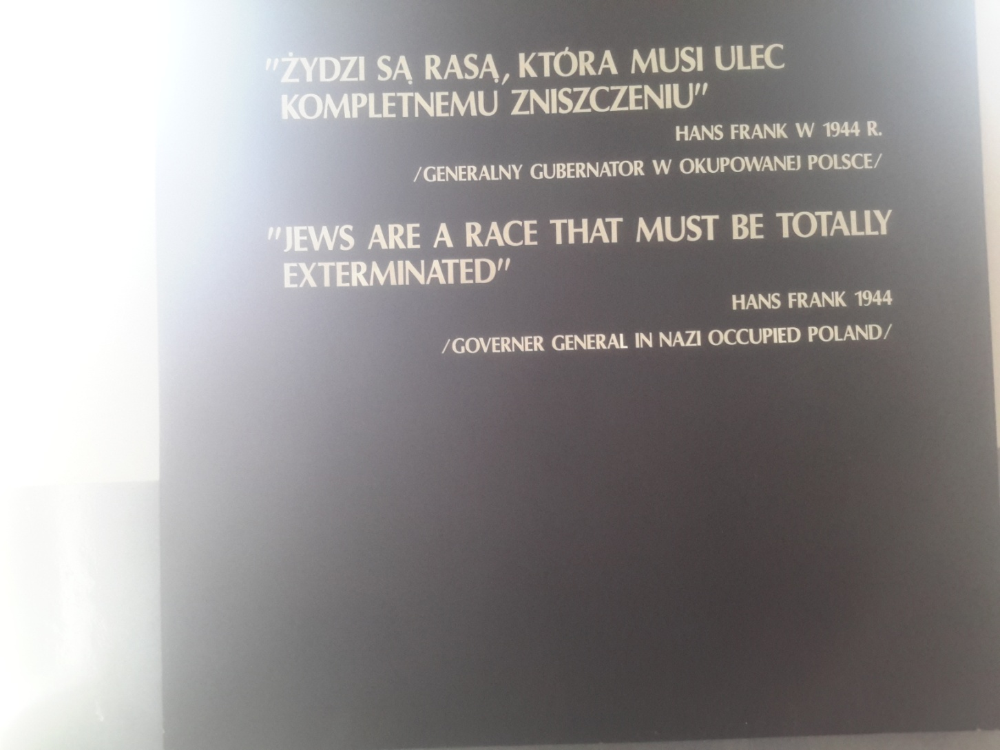 "ŻYDZI SĄ RASĄ, KTÓRA MUSI ULEC
KOMPLETNEMU ZNISZCZENIU"
HANS FRANK W 1944 R.
/GENERALNY GUBERNATOR W OKUPOWANEJ POLSCE/
"JEWS ARE A RACE THAT MUST BE TOTALLY
EXTERMINATED"
HANS FRANK 1944
/GOVERNER GENERAL IN NAZI OCCUPIED POLAND/